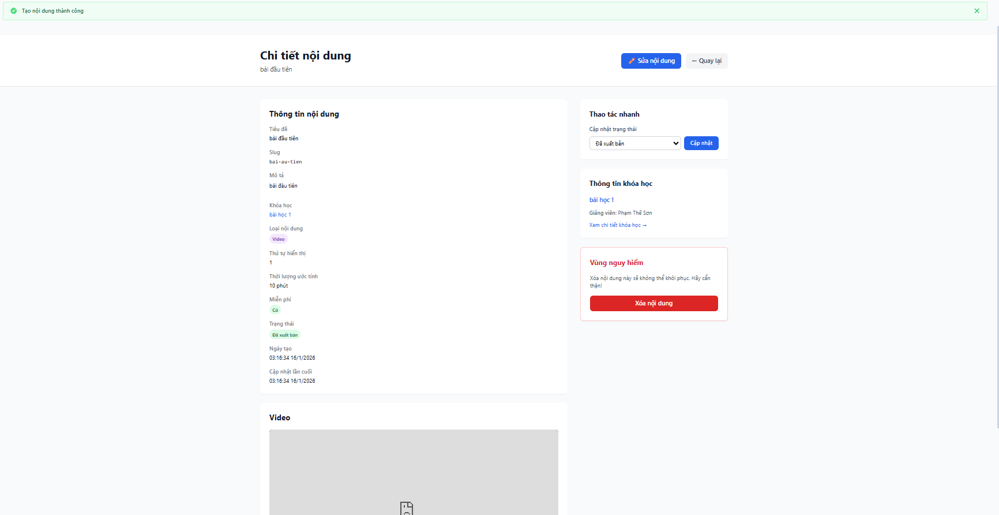 Tạo nội dung thành công
Chi tiết nội dung
bài đầu tiên
Sửa nội dung
← Quay lại
Thông tin nội dung
Tiêu đề
bài đầu tiên
Slug
bai-au-tien
Mô tả
bài đầu tiên
Khóa học
bài học 1
Loại nội dung
Video
Thứ tự hiển thị
1
Thời lượng ước tính
10 phút
Miễn phí
Có
Trạng thái
Đã xuất bản
Ngày tạo
03:16:34 16/1/2026
Cập nhật lần cuối
03:16:34 16/1/2026
Video
Thao tác nhanh
Cập nhật trạng thái
Đã xuất bản
Cập nhật
Thông tin khóa học
bài học 1
Giảng viên: Phạm Thế Sơn
Xem chi tiết khóa học →
Vùng nguy hiểm
Xóa nội dung này sẽ không thể khôi phục. Hãy cẩn
thận!
Xóa nội dung